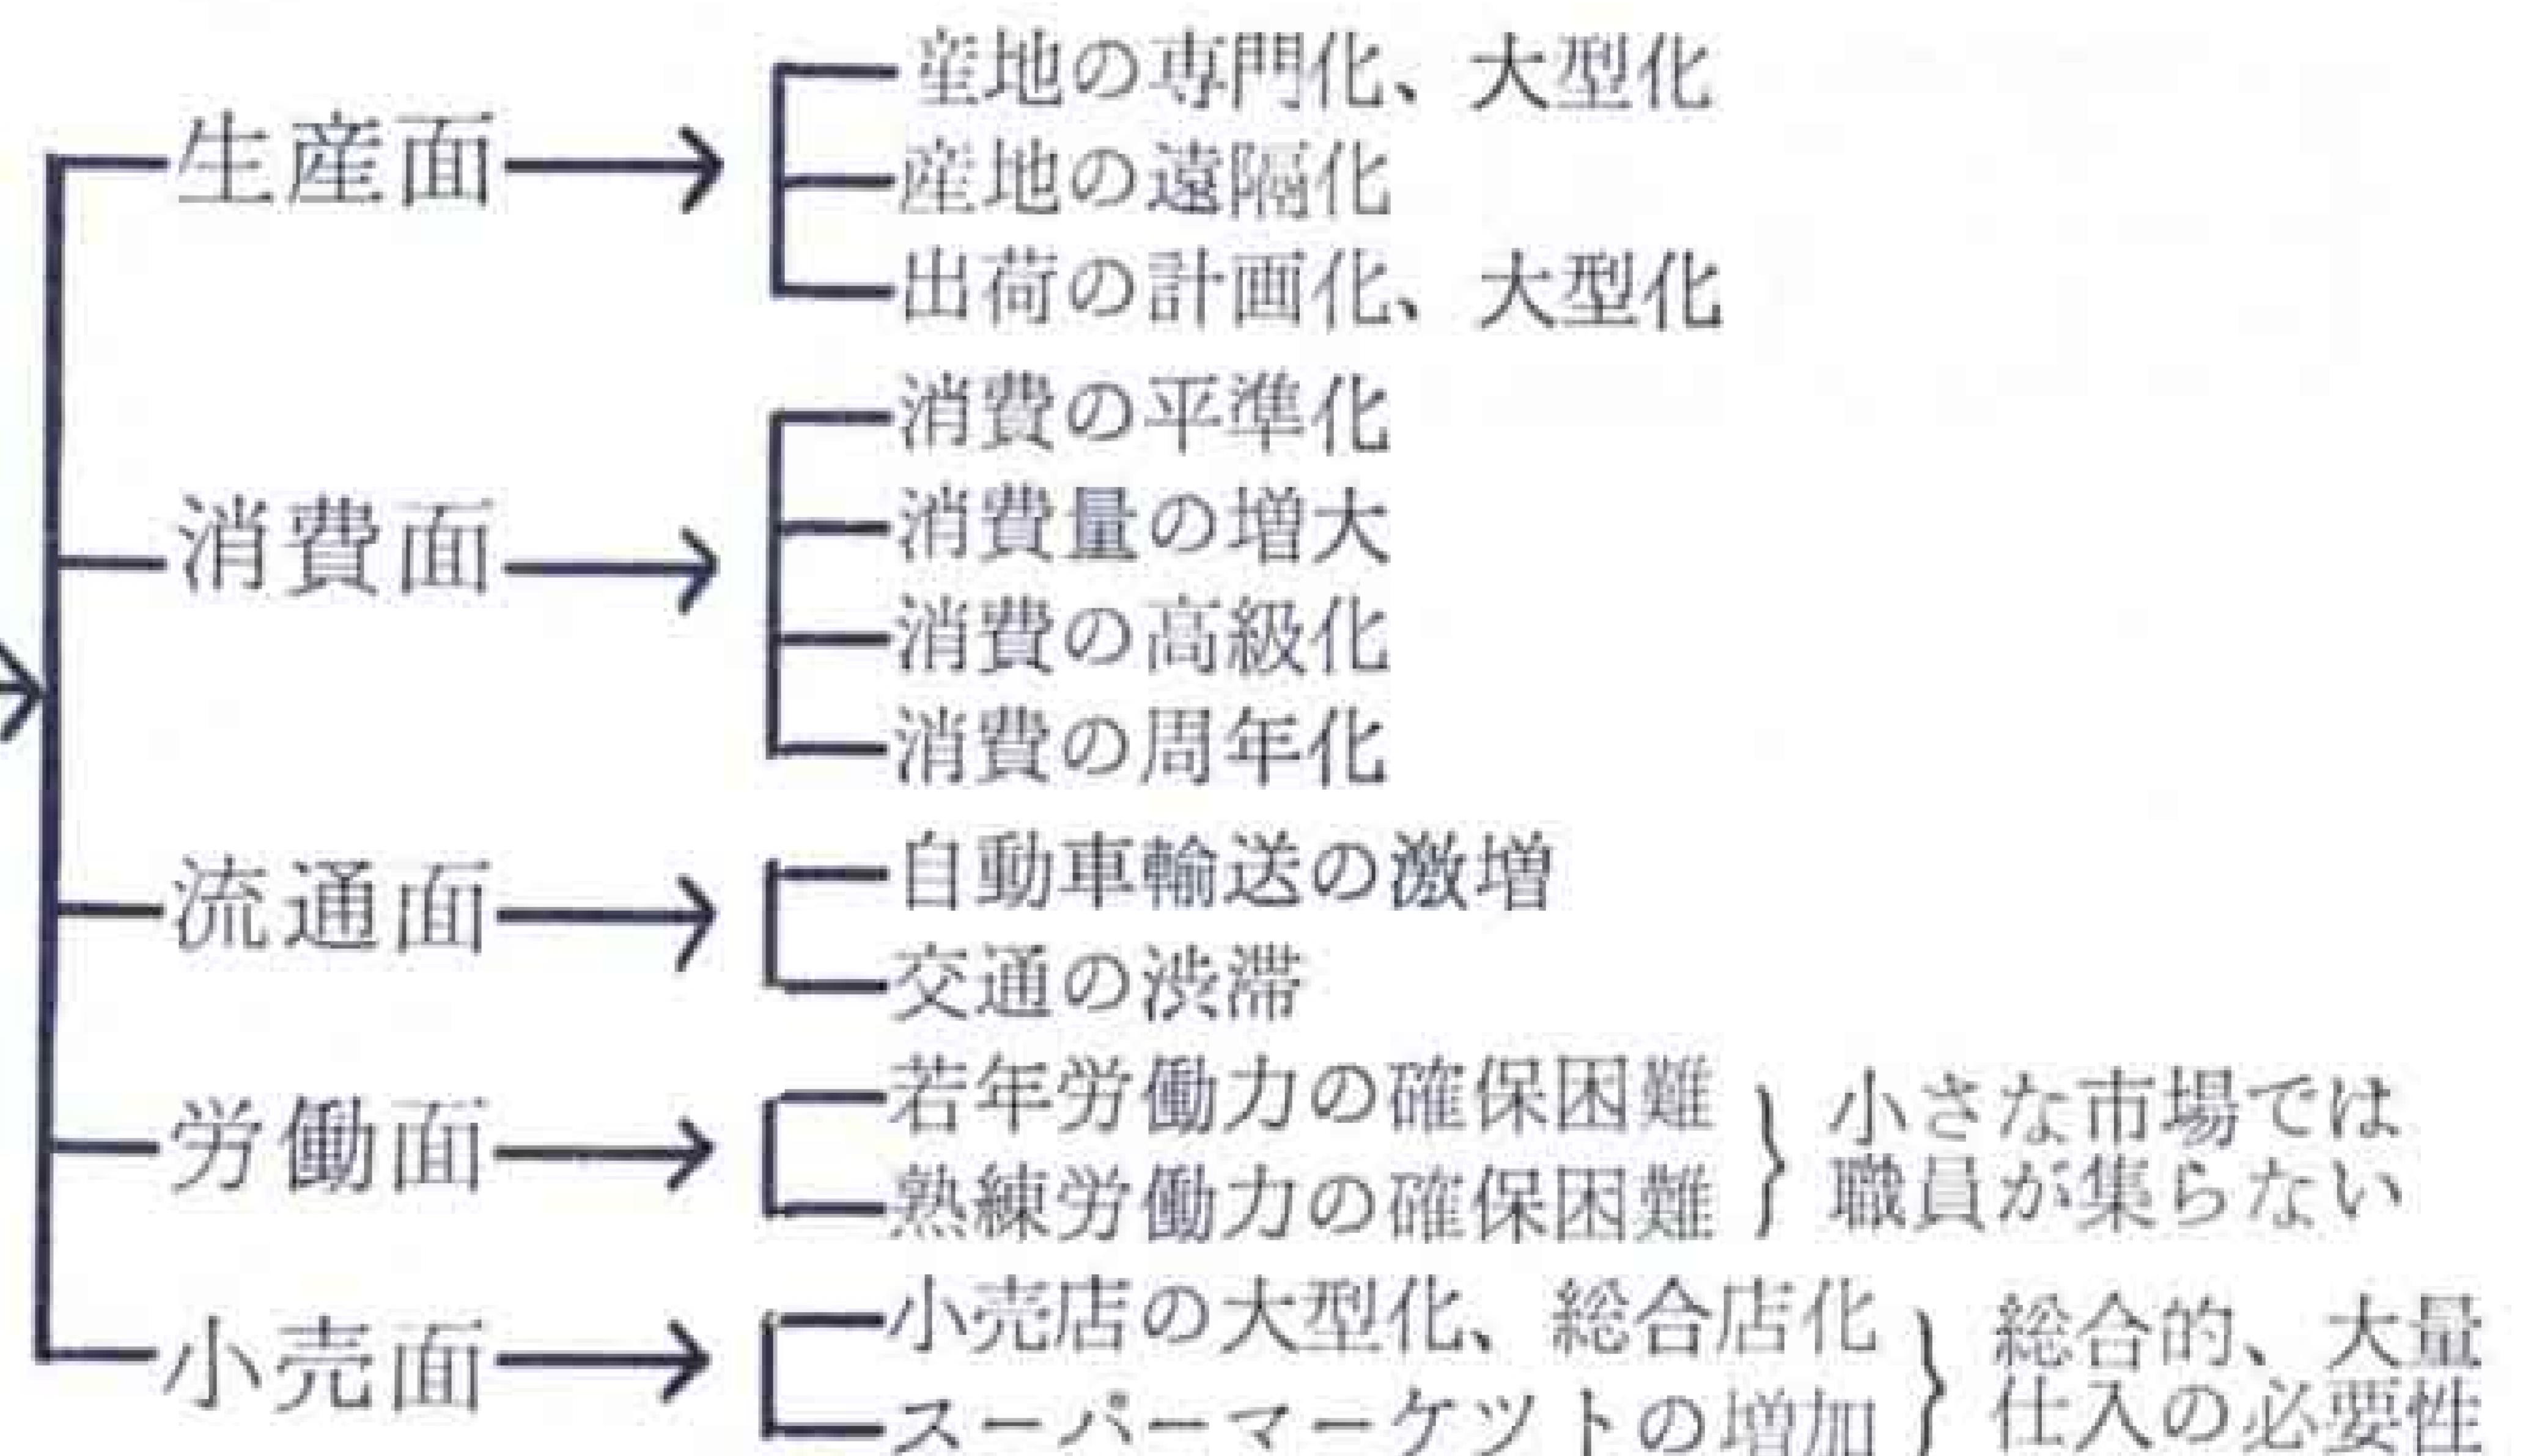 生産面
産地の専門化、大型化
産地の遠隔化
出荷の計画化、大型化
消費面
消費の平準化
消費量の増大
消費の高級化
消費の周年化
流通面
自動車輸送の激増
交通の渋滞
労働面
若年労働力の確保困難
熟練労働力の確保困難
小さな市場では
職員が集らない
小売面
小売店の大型化、総合店化
スーパーマーケツトの増加
総合的、大量
仕入の必要性